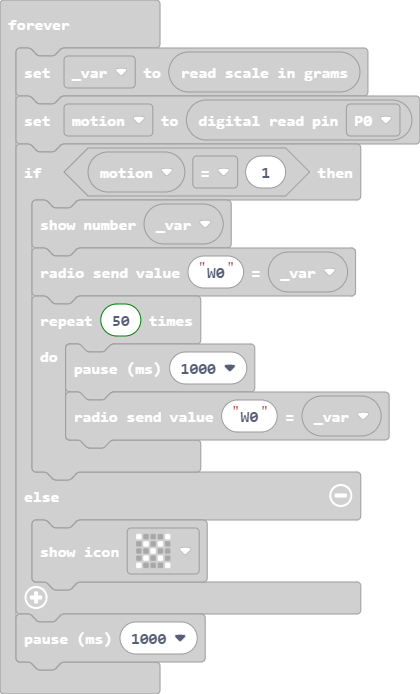 forever
set _var to read scale in grams
set motion to digital read pin P0
if motion = 1 then
show number _var
radio send value "W0" = _var
repeat 50 times
do
pause (ms) 1000
radio send value "W0" = _var
else
show icon
pause (ms) 1000